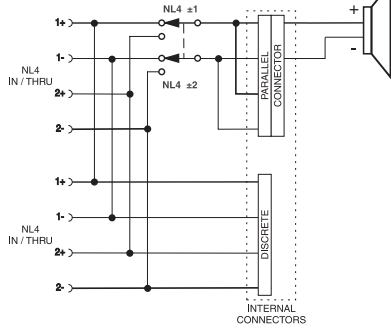 NL4 ±1
1+
+
1-
-
NL4
IN / THRU
2+
NL4 ±2
2-
PARALLEL
CONNECTOR
1+
1-
NL4
IN / THRU
2+
2-
DISCRETE
INTERNAL
CONNECTORS